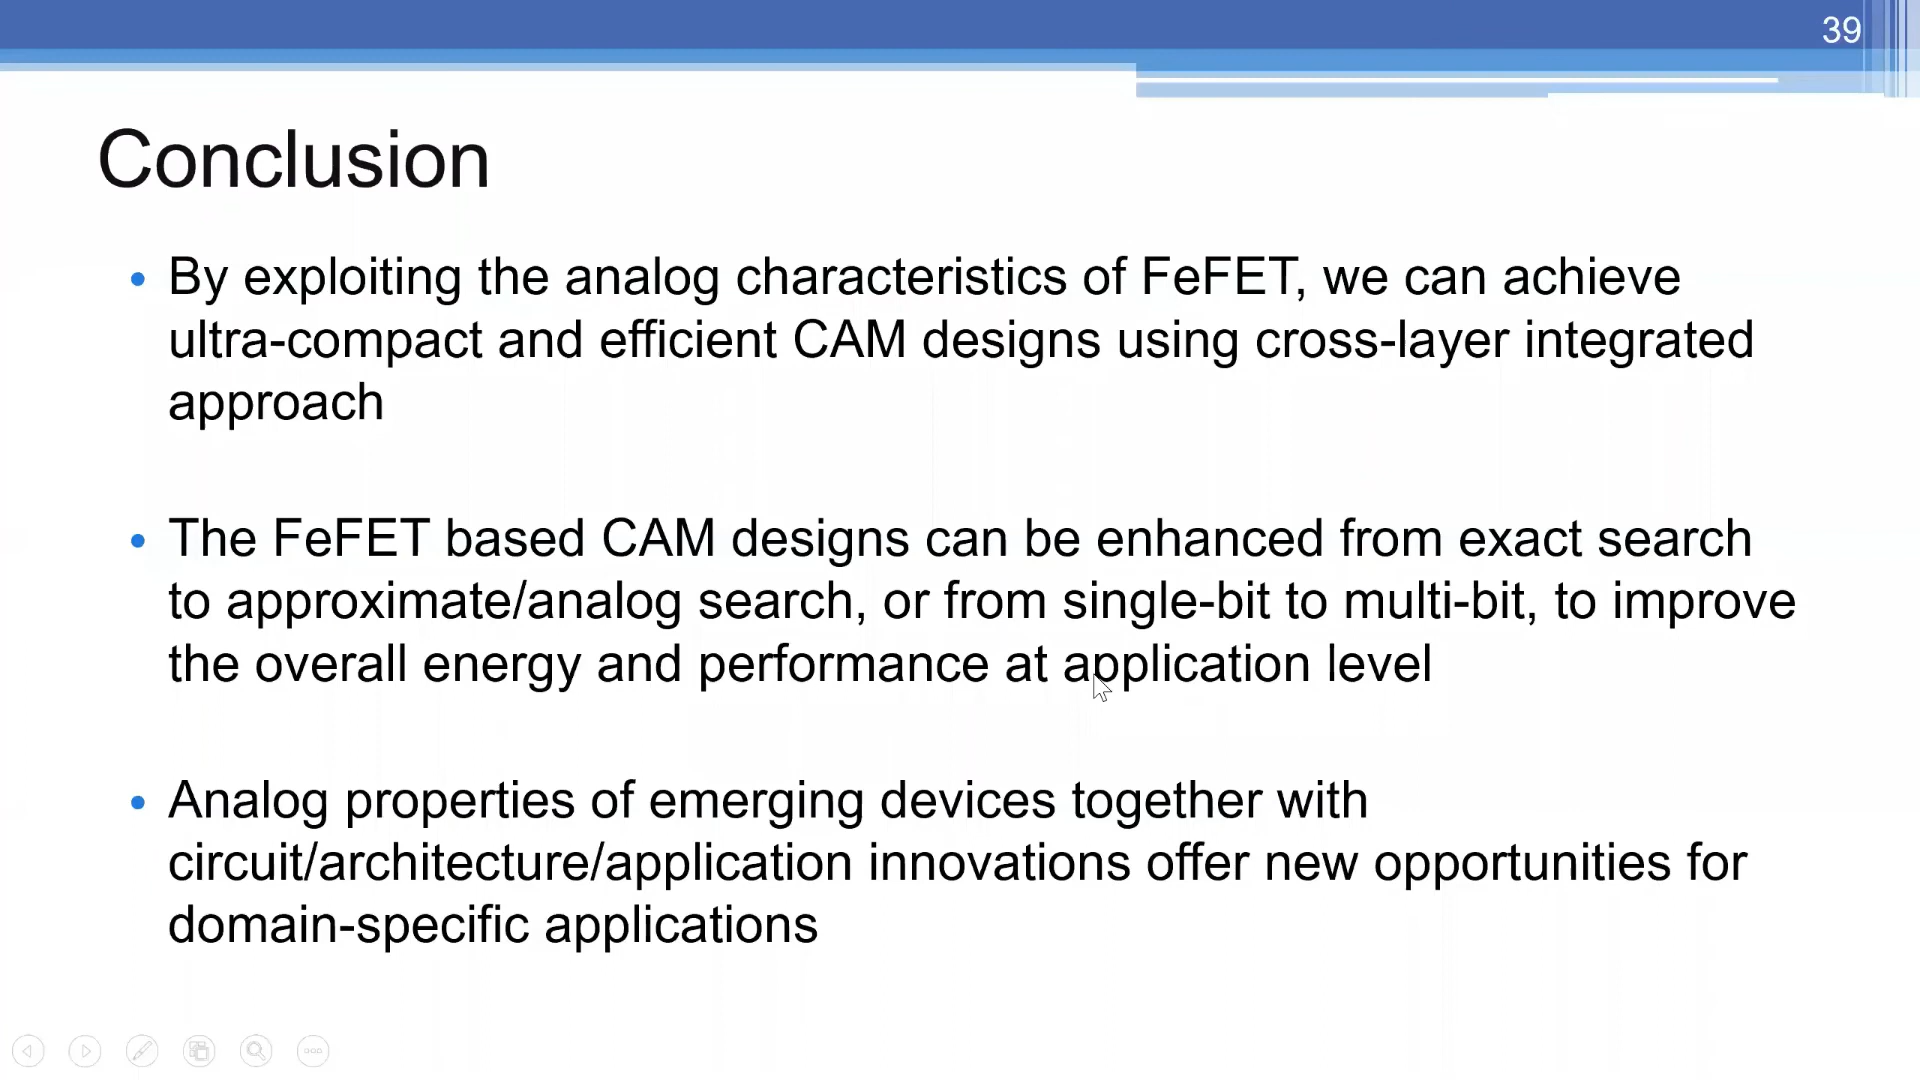 39
Conclusion
• By exploiting the analog characteristics of FeFET, we can achieve
ultra-compact and efficient CAM designs using cross-layer integrated
approach
• The FeFET based CAM designs can be enhanced from exact search
to approximate/analog search, or from single-bit to multi-bit, to improve
the overall energy and performance at application level
• Analog properties of emerging devices together with
circuit/architecture/application innovations offer new opportunities for
domain-specific applications